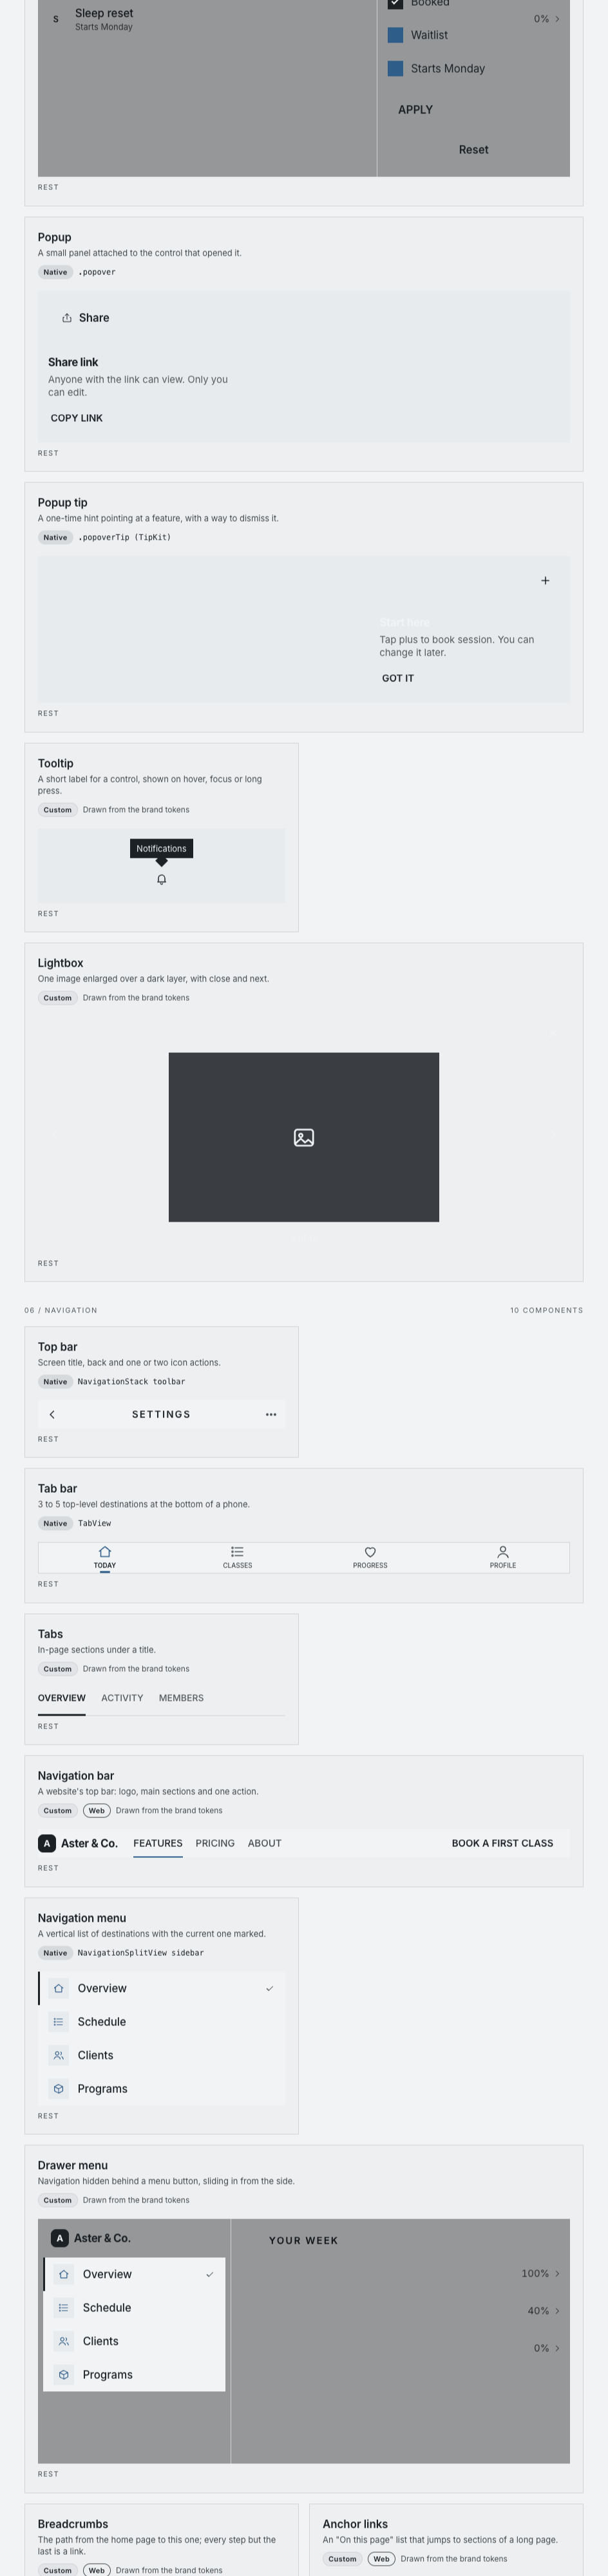 S
Sleep reset
Starts Monday
Booked
0%
Waitlist
Starts Monday
APPLY
Reset
REST
Popup
A small panel attached to the control that opened it.
Native .popover
Share
Share link
Anyone with the link can view. Only you
can edit.
COPY LINK
REST
Popup tip
A one-time hint pointing at a feature, with a way to dismiss it.
Native .popoverTip (TipKit)
Start here
Tap plus to book session. You can
change it later.
GOT IT
REST
Tooltip
A short label for a control, shown on hover, focus or long
press.
Custom Drawn from the brand tokens
Notifications
REST
Lightbox
One image enlarged over a dark layer, with close and next.
Custom Drawn from the brand tokens
REST
06 / NAVIGATION
10 COMPONENTS
Top bar
Screen title, back and one or two icon actions.
Native NavigationStack toolbar
SETTINGS
REST
Tab bar
3 to 5 top-level destinations at the bottom of a phone.
Native TabView
TODAY CLASSES PROGRESS PROFILE
REST
Tabs
In-page sections under a title.
Custom Drawn from the brand tokens
OVERVIEW ACTIVITY MEMBERS
REST
Navigation bar
A website's top bar: logo, main sections and one action.
Custom Web Drawn from the brand tokens
A Aster & Co. FEATURES PRICING ABOUT BOOK A FIRST CLASS
REST
Navigation menu
A vertical list of destinations with the current one marked.
Native NavigationSplitView sidebar
Overview
Schedule
Clients
Programs
REST
Drawer menu
Navigation hidden behind a menu button, sliding in from the side.
Custom Drawn from the brand tokens
A Aster & Co.
Overview
Schedule
Clients
Programs
YOUR WEEK
100%
40%
0%
REST
Breadcrumbs
The path from the home page to this one; every step but the
last is a link.
Custom Web Drawn from the brand tokens
Anchor links
An "On this page" list that jumps to sections of a long page.
Custom Web Drawn from the brand tokens